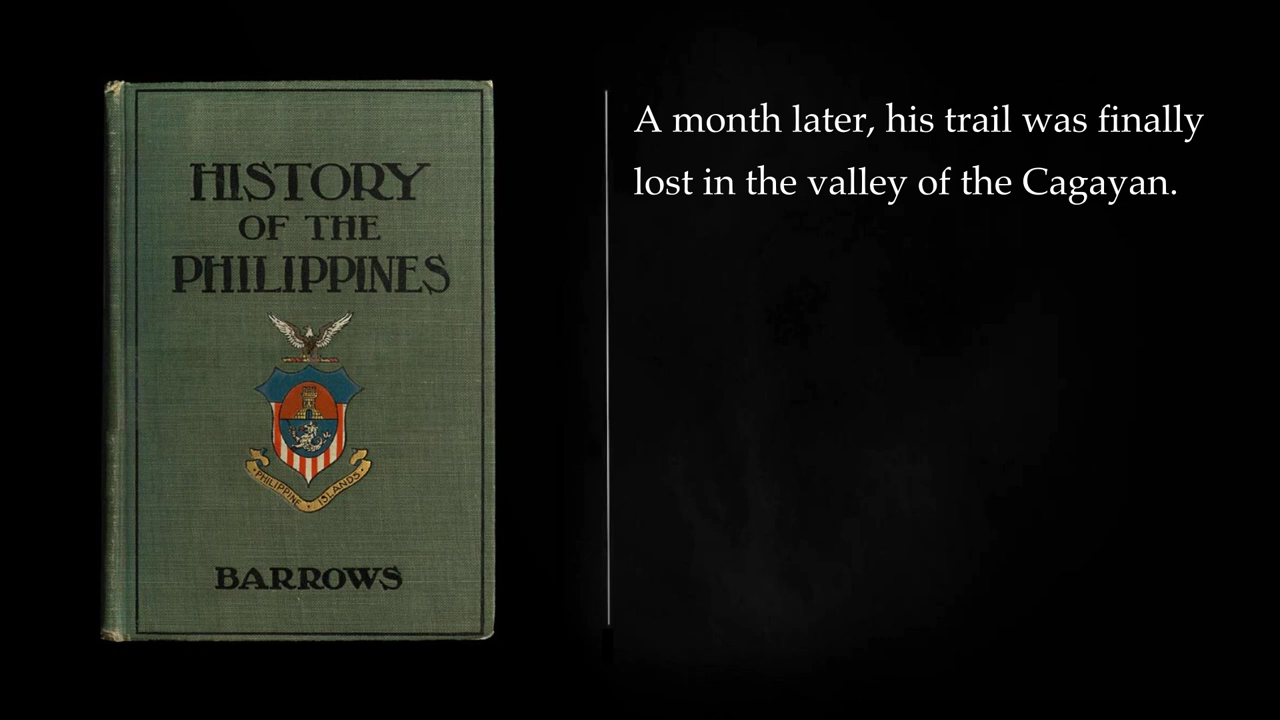 HISTORY
OF THE
PHILIPPINES
PHILIPPINE ISLANDS
BARROWS
A month later, his trail was finally
lost in the valley of the Cagayan.